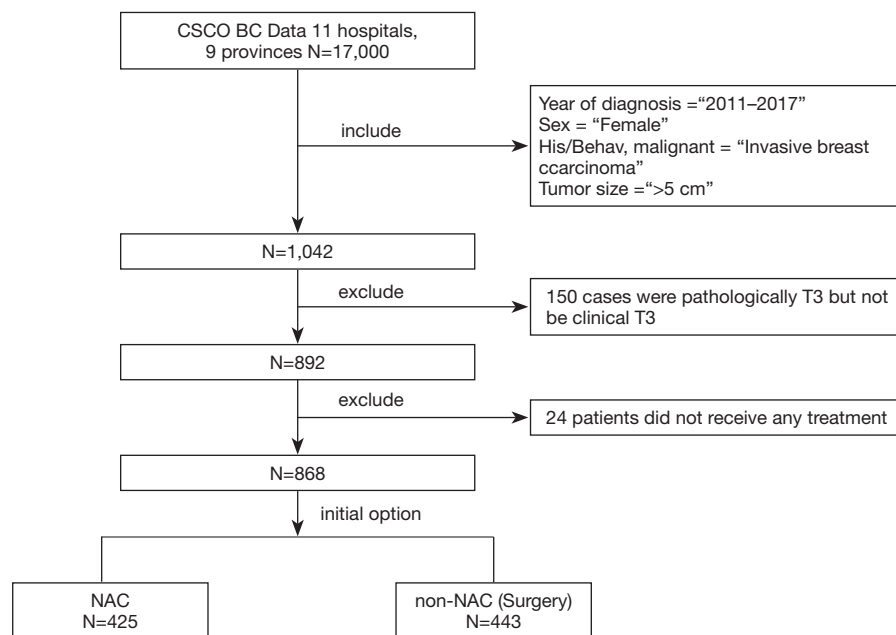 CSCO BC Data 11 hospitals,
9 provinces N=17,000
include
Year of diagnosis =“2011–2017”
Sex = “Female”
His/Behav, malignant = “Invasive breast
ccarcinoma”
Tumor size =“>5 cm”
N=1,042
exclude
150 cases were pathologically T3 but not
be clinical T3
N=892
exclude
24 patients did not receive any treatment
N=868
initial option
NAC
N=425
non-NAC (Surgery)
N=443